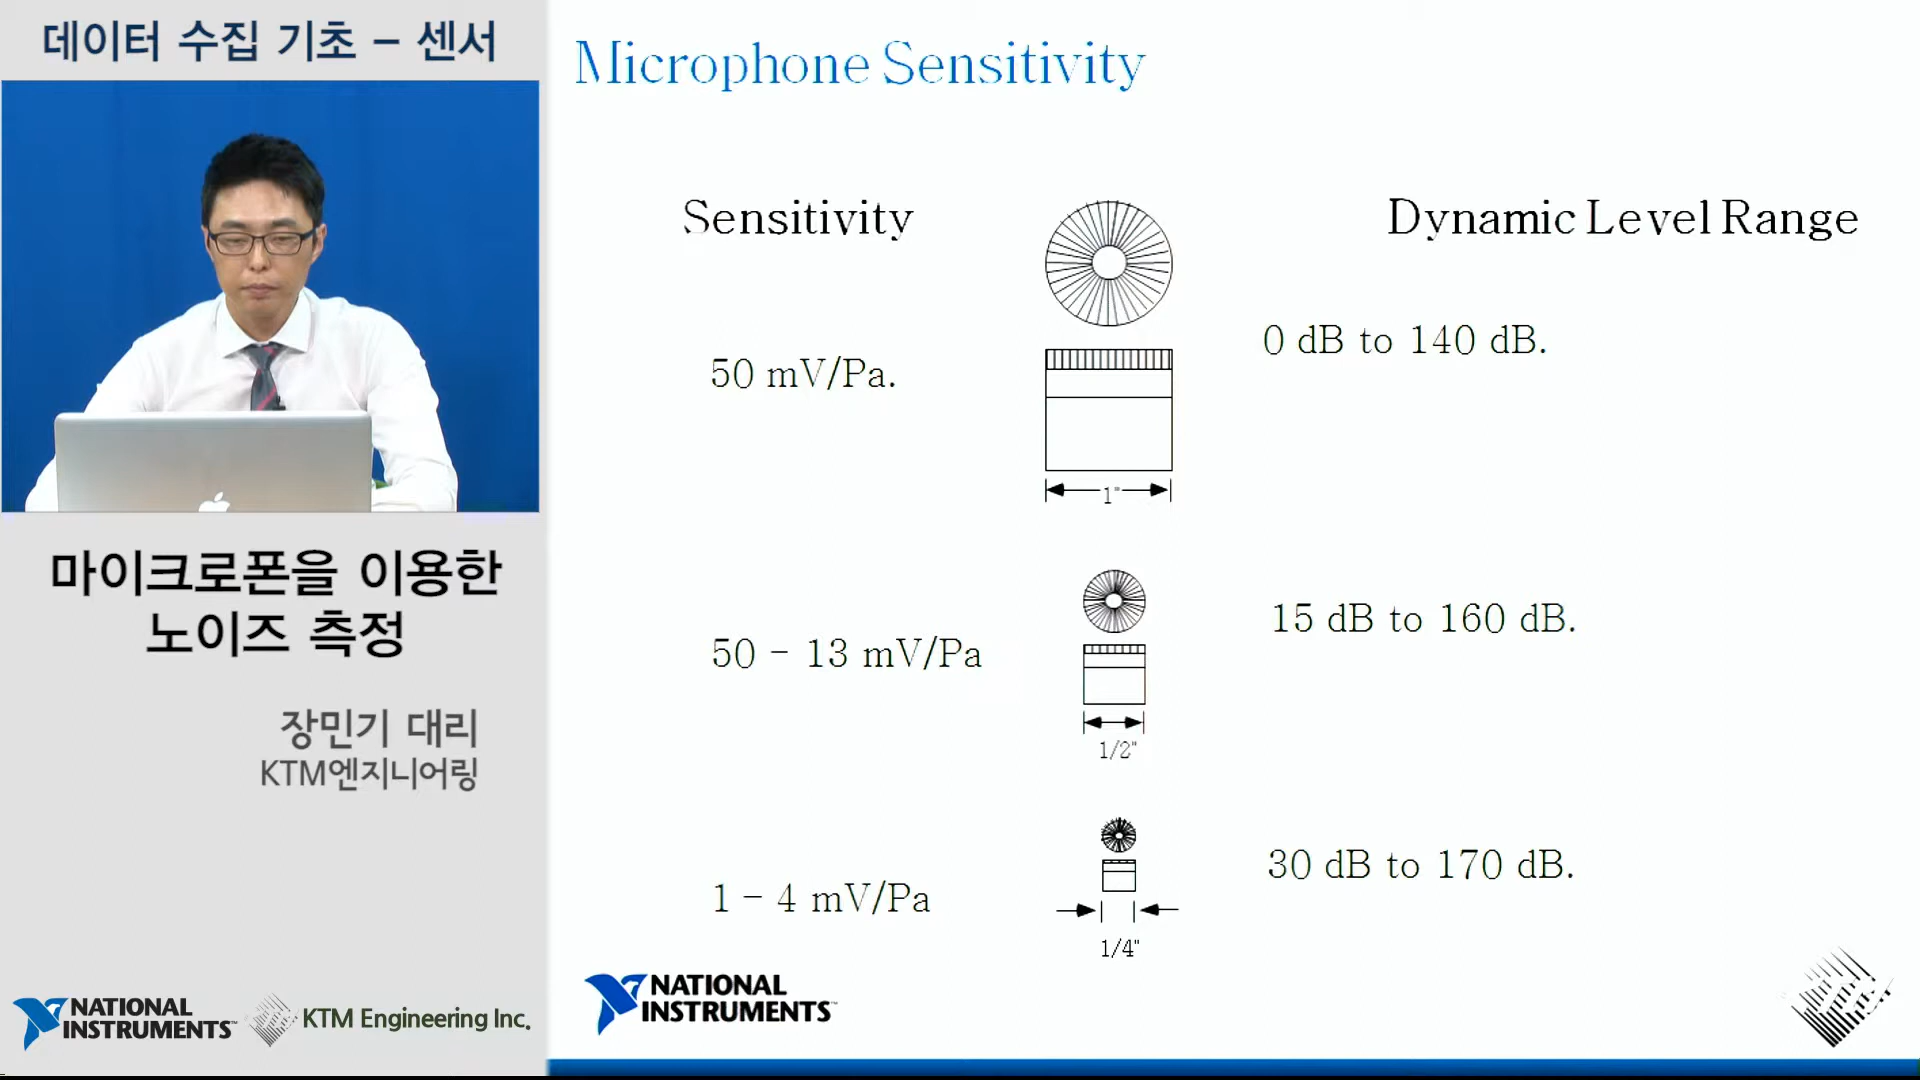 데이터 수집 기초 – 센서
마이크로폰을 이용한
노이즈 측정
장민기 대리
KTM엔지니어링
NATIONAL
INSTRUMENTS™
KTM Engineering Inc.
Microphone Sensitivity
Sensitivity
Dynamic Level Range
50 mV/Pa.
0 dB to 140 dB.
1"
50 – 13 mV/Pa
15 dB to 160 dB.
1/2"
1 – 4 mV/Pa
30 dB to 170 dB.
1/4"
NATIONAL
INSTRUMENTS™